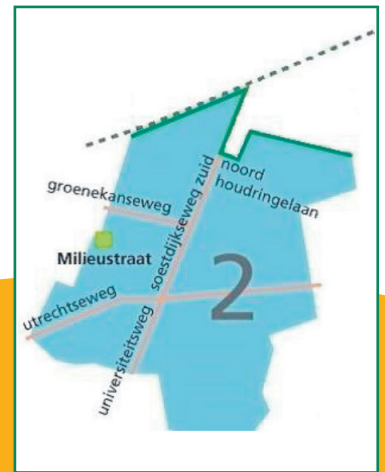 noord
houdringelaan
soestdijkseweg zuid
groenekanseweg
Milieustraat
2
utrechtseweg
universiteitsweg